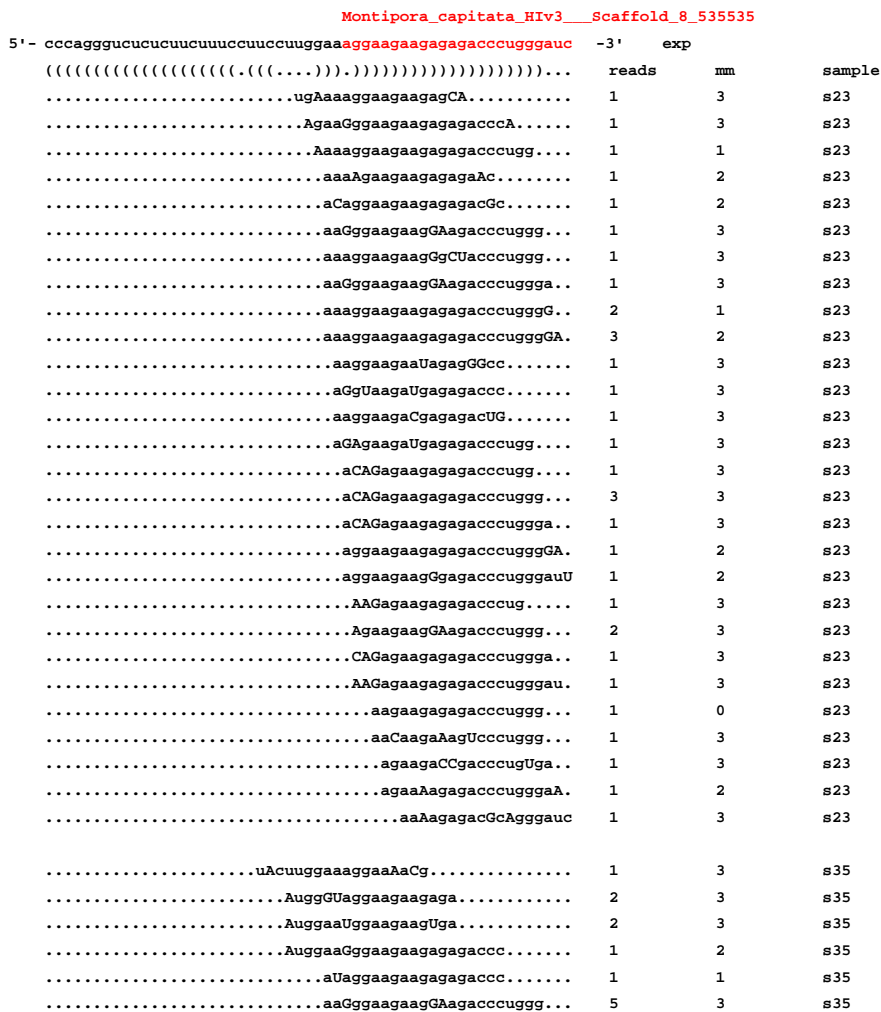 Montipora_capitata_HIv3___Scaffold_8_535535
5'- cccagggucucucuucuuuccuuccuuggaaaggaagaagagagacccugggauc -3' exp
((((((((((((((((((((.(((....))).))))))))))))))))))))... reads mm sample
..........................ugAaaaggaagaagagCA........... 1 3 s23
...........................AgaaGggaagaagagagacccA...... 1 3 s23
............................Aaaaggaagaagagagacccugg.... 1 1 s23
.............................aaaAgaagaagagagaAc........ 1 2 s23
.............................aCaggaagaagagagacGc....... 1 2 s23
.............................aaGggaagaagGAagacccuggg... 1 3 s23
.............................aaaggaagaagGgCUacccuggg... 1 3 s23
.............................aaGggaagaagGAagacccuggga.. 1 3 s23
.............................aaaggaagaagagagacccugggG.. 2 1 s23
.............................aaaggaagaagagagacccugggGA. 3 2 s23
..............................aaggaagaaUagagGGcc....... 1 3 s23
..............................aGgUaagaUgagagaccc....... 1 3 s23
..............................aaggaagaCgagagacUG....... 1 3 s23
..............................aGAgaagaUgagagacccugg.... 1 3 s23
...............................aCAGagaagagagacccugg.... 1 3 s23
...............................aCAGagaagagagacccuggg... 3 3 s23
...............................aCAGagaagagagacccuggga.. 1 3 s23
...............................aggaagaagagagacccugggGA. 1 2 s23
...............................aggaagaagGgagacccugggauU 1 2 s23
................................AAGagaagagagacccug..... 1 3 s23
................................AgaagaagGAagacccuggg... 2 3 s23
................................CAGagaagagagacccuggga.. 1 3 s23
................................AAGagaagagagacccugggau. 1 3 s23
..................................aagaagagagacccuggg... 1 0 s23
..................................aaCaagaAagUcccuggg... 1 3 s23
...................................agaagaCCgacccugUga.. 1 3 s23
...................................agaaAagagacccugggaA. 1 2 s23
.....................................aaAagagacGcAgggauc 1 3 s23
......................uAcuuggaaaggaaAaCg............... 1 3 s35
.........................AuggGUaggaagaagaga............ 2 3 s35
.........................AuggaaUggaagaagUga............ 2 3 s35
.........................AuggaaGggaagaagagagaccc....... 1 2 s35
.............................aUaggaagaagagagaccc....... 1 1 s35
.............................aaGggaagaagGAagacccuggg... 5 3 s35